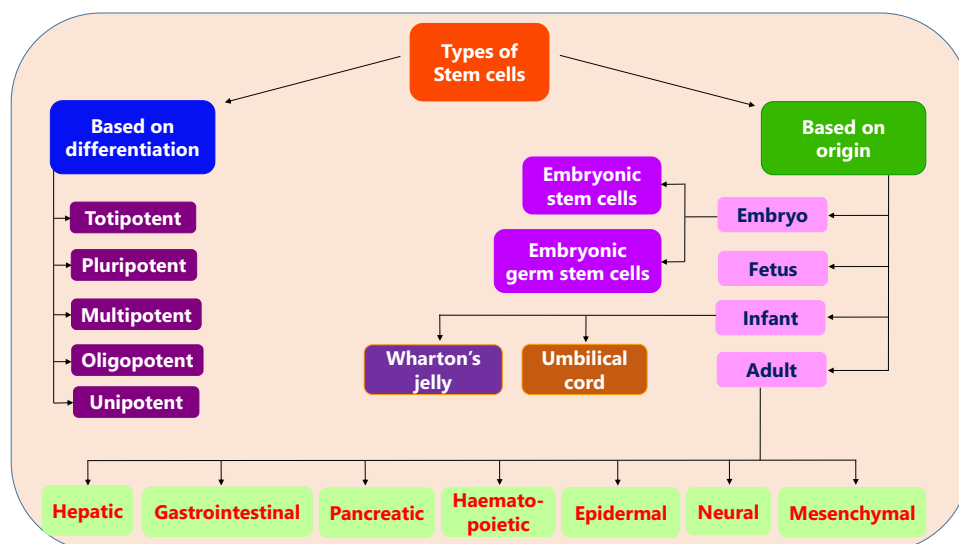 Types of
Stem cells
Based on
differentiation
Based on
origin
Totipotent
Pluripotent
Multipotent
Oligopotent
Unipotent
Embryonic
stem cells
Embryonic
germ stem cells
Embryo
Fetus
Infant
Adult
Wharton's
jelly
Umbilical
cord
Hepatic
Gastrointestinal
Pancreatic
Haemato-
poietic
Epidermal
Neural
Mesenchymal